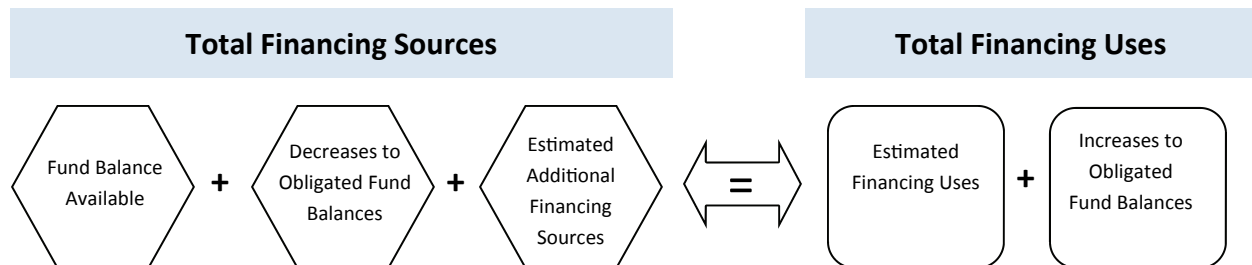 Total Financing Sources
Total Financing Uses
Fund Balance
Available
+
Decreases to
Obligated Fund
Balances
+
Estimated
Additional
Financing
Sources
=
Estimated
Financing Uses
+
Increases to
Obligated
Fund Balances